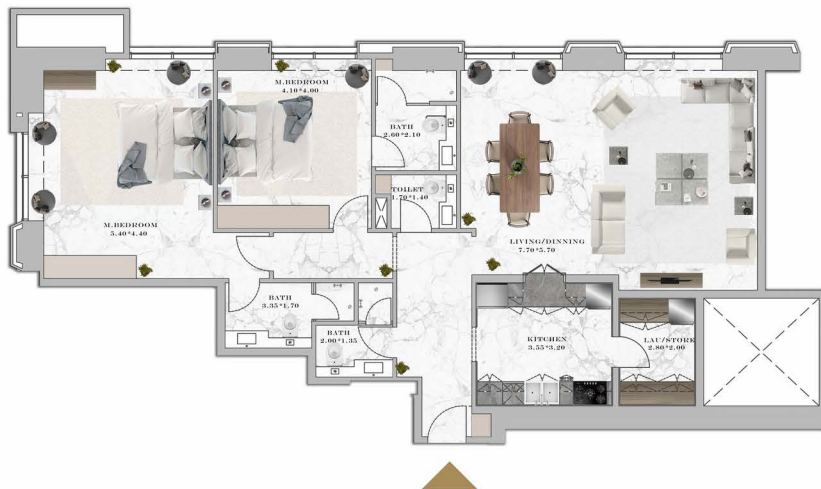 M.BEDROOM
4.10*4.00
BATH
2.60*2.10
TOILET
1.70*1.40
M.BEDROOM
5.40*4.40
LIVING/DINNING
7.70*5.70
BATH
3.35*1.70
BATH
2.00*1.35
KITCHEN
3.55*3.20
LAU/STORE
2.80*2.00